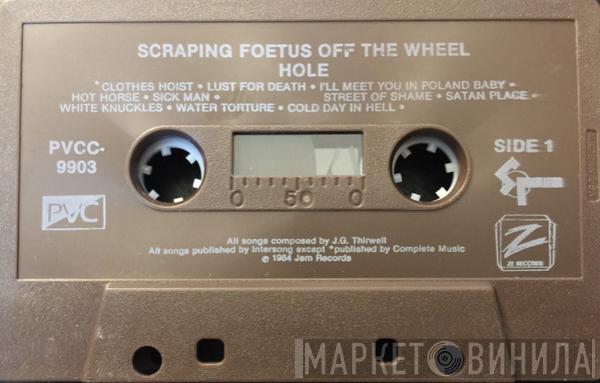 SCRAPING FOETUS OFF THE WHEEL
HOLE
*CLOTHES HOIST • LUST FOR DEATH • I'LL MEET YOU IN POLAND BABY •
HOT HORSE • SICK MAN • STREET OF SHAME • SATAN PLACE •
WHITE KNUCKLES • WATER TORTURE • COLD DAY IN HELL •
PVCC-
9903
SIDE 1
0 50 0
PVC
Z
ZE RECORDS
All songs composed by J.G. Thirwell
All songs published by Intersong except *published by Complete Music
℗ 1984 Jem Records
МАРКЕТ ВИНИЛА